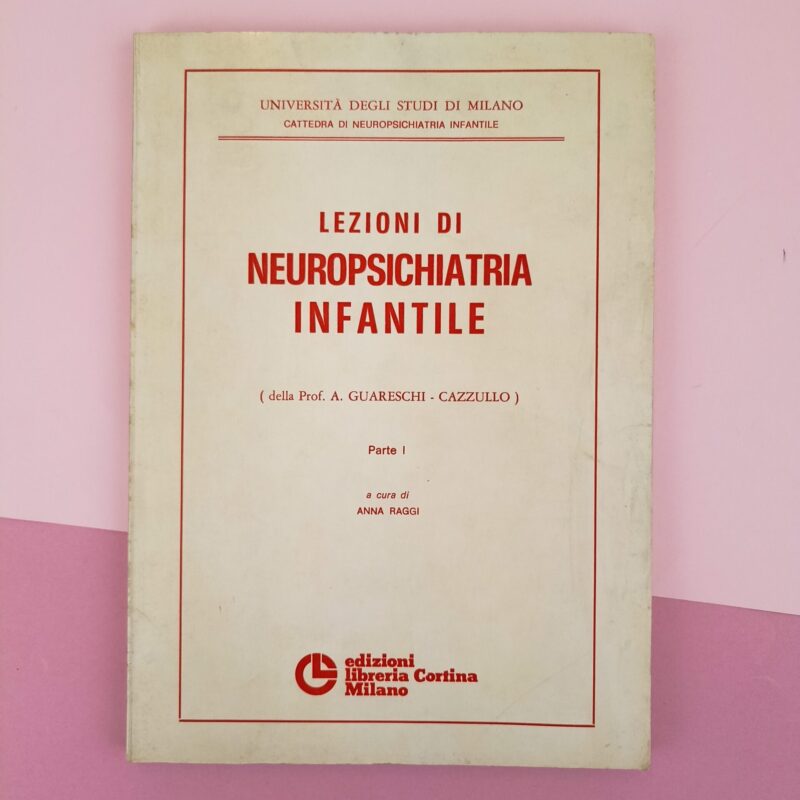 UNIVERSITÀ DEGLI STUDI DI MILANO
CATTEDRA DI NEUROPSICHIATRIA INFANTILE
LEZIONI DI
NEUROPSICHIATRIA
INFANTILE
( della Prof. A. GUARESCHI - CAZZULLO )
Parte I
a cura di
ANNA RAGGI
edizioni
libreria Cortina
Milano